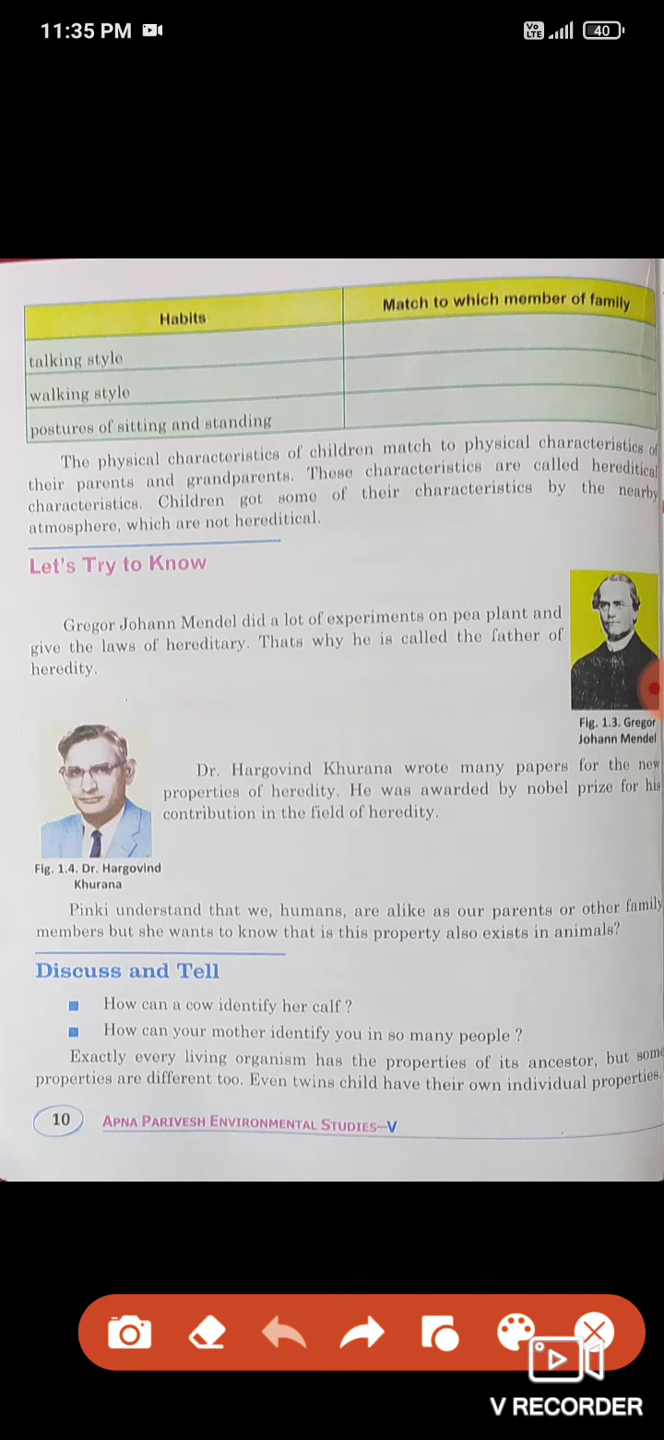 11:35 PM
Vo LTE 40
Habits Match to which member of family
talking style
walking style
postures of sitting and standing
The physical characteristics of children match to physical characteristics of
their parents and grandparents. These characteristics are called hereditical
characteristics. Children got some of their characteristics by the nearby
atmosphere, which are not hereditical.
Let's Try to Know
Gregor Johann Mendel did a lot of experiments on pea plant and
give the laws of hereditary. Thats why he is called the father of
heredity.
Fig. 1.3. Gregor
Johann Mendel
Dr. Hargovind Khurana wrote many papers for the new
properties of heredity. He was awarded by nobel prize for his
contribution in the field of heredity.
Fig. 1.4. Dr. Hargovind
Khurana
Pinki understand that we, humans, are alike as our parents or other family
members but she wants to know that is this property also exists in animals?
Discuss and Tell
How can a cow identify her calf ?
How can your mother identify you in so many people ?
Exactly every living organism has the properties of its ancestor, but some
properties are different too. Even twins child have their own individual properties.
10 APNA PARIVESH ENVIRONMENTAL STUDIES–V
V RECORDER